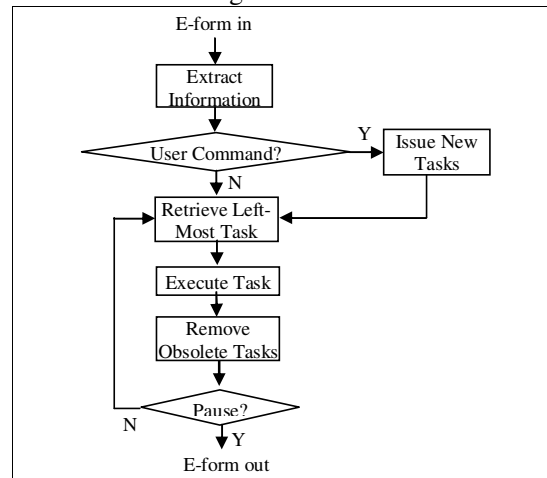 E-form in
Extract
Information
User Command?
Y
Issue New
Tasks
N
Retrieve Left-
Most Task
Execute Task
Remove
Obsolete Tasks
Pause?
N
Y
E-form out